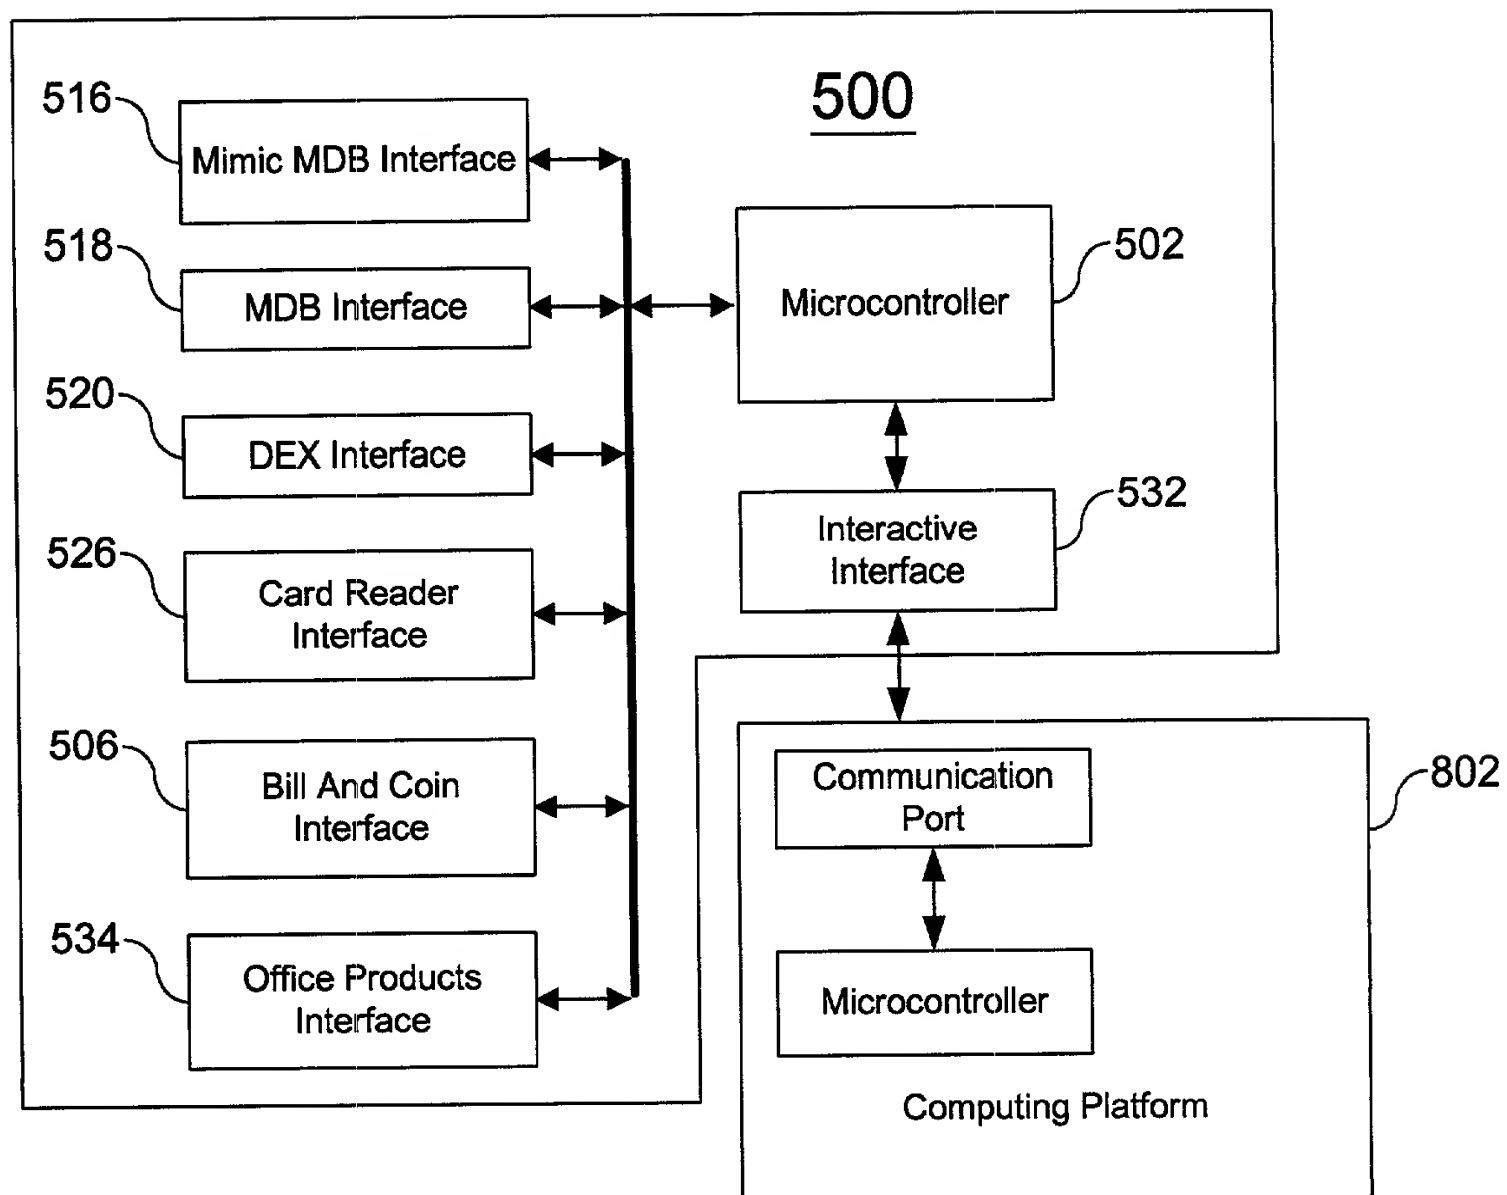 500
516
Mimic MDB Interface
518
MDB Interface
502
Microcontroller
520
DEX Interface
532
Interactive
Interface
526
Card Reader
Interface
506
Bill And Coin
Interface
802
Communication
Port
534
Office Products
Interface
Microcontroller
Computing Platform